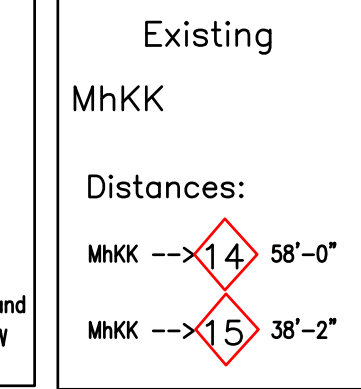 Existing
MhKK
Distances:
MhKK --> 14 58'-0"
MhKK --> 15 38'-2"